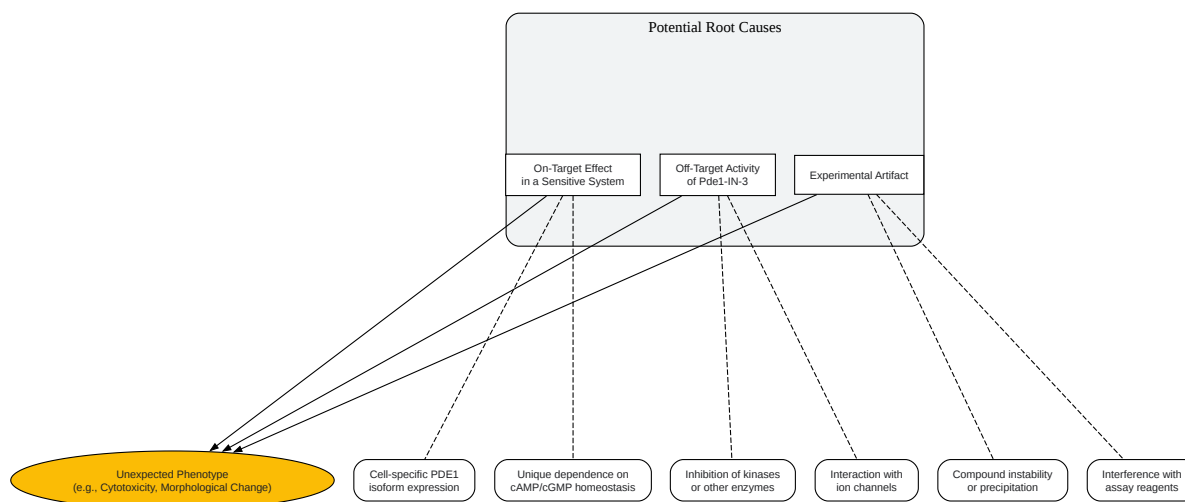 Potential Root Causes
On-Target Effect
in a Sensitive System
Off-Target Activity
of Pde1-IN-3
Experimental Artifact
Unexpected Phenotype
(e.g., Cytotoxicity, Morphological Change)
Cell-specific PDE1
isoform expression
Unique dependence on
cAMP/cGMP homeostasis
Inhibition of kinases
or other enzymes
Interaction with
ion channels
Compound instability
or precipitation
Interference with
assay reagents